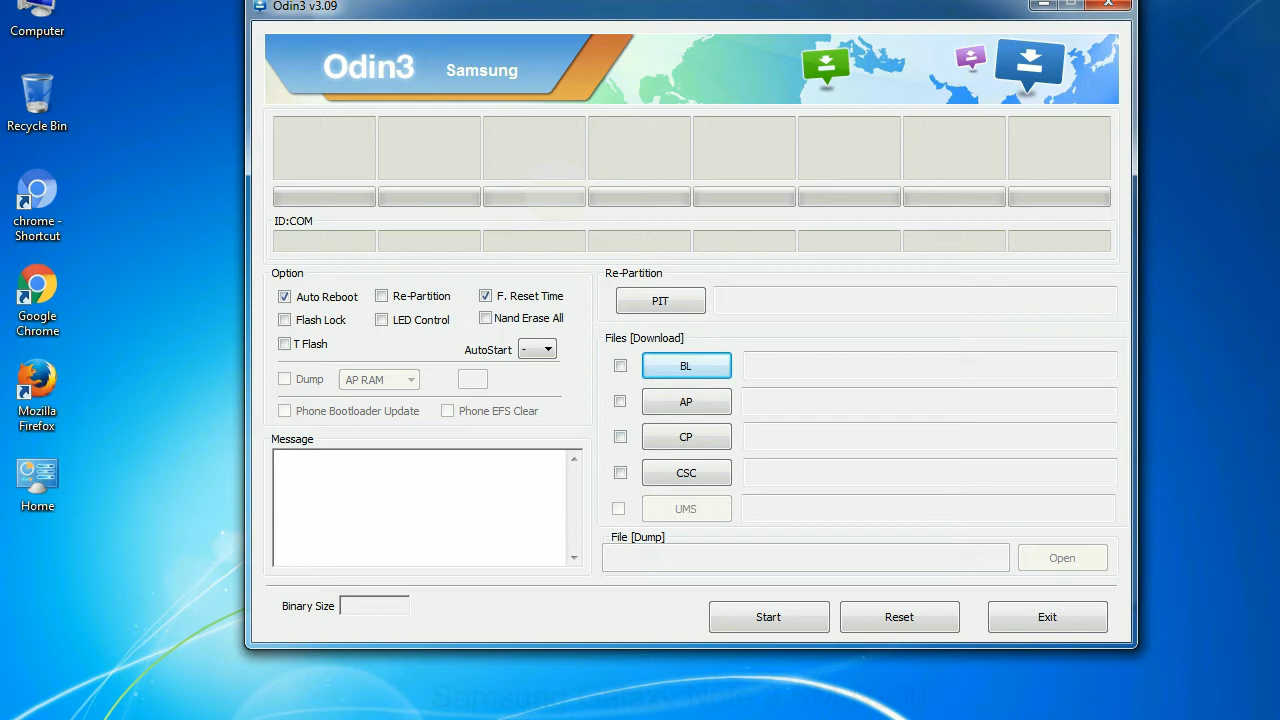 Odin3 v3.09
Computer
Recycle Bin
chrome -
Shortcut
Google
Chrome
Mozilla
Firefox
Home
Odin3 Samsung
ID:COM
Option
Auto Reboot Re-Partition F. Reset Time
Flash Lock LED Control Nand Erase All
T Flash AutoStart -
Dump AP RAM
Phone Bootloader Update Phone EFS Clear
Message
Re-Partition
PIT
Files [Download]
BL
AP
CP
CSC
UMS
File [Dump]
Open
Binary Size
Start Reset Exit
Samsung Galaxy Note